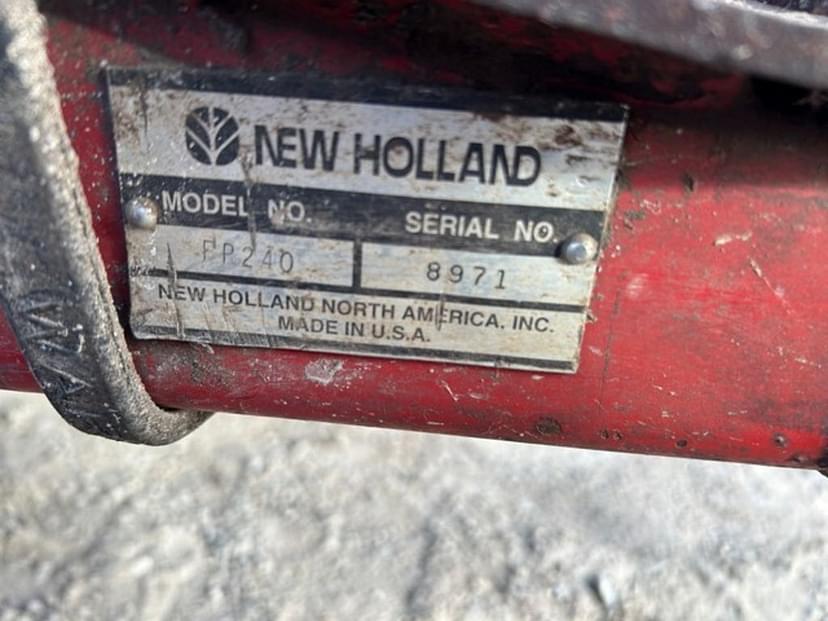 NEW HOLLAND
MODEL NO. SERIAL NO.
FP240 8971
NEW HOLLAND NORTH AMERICA, INC.
MADE IN U.S.A.